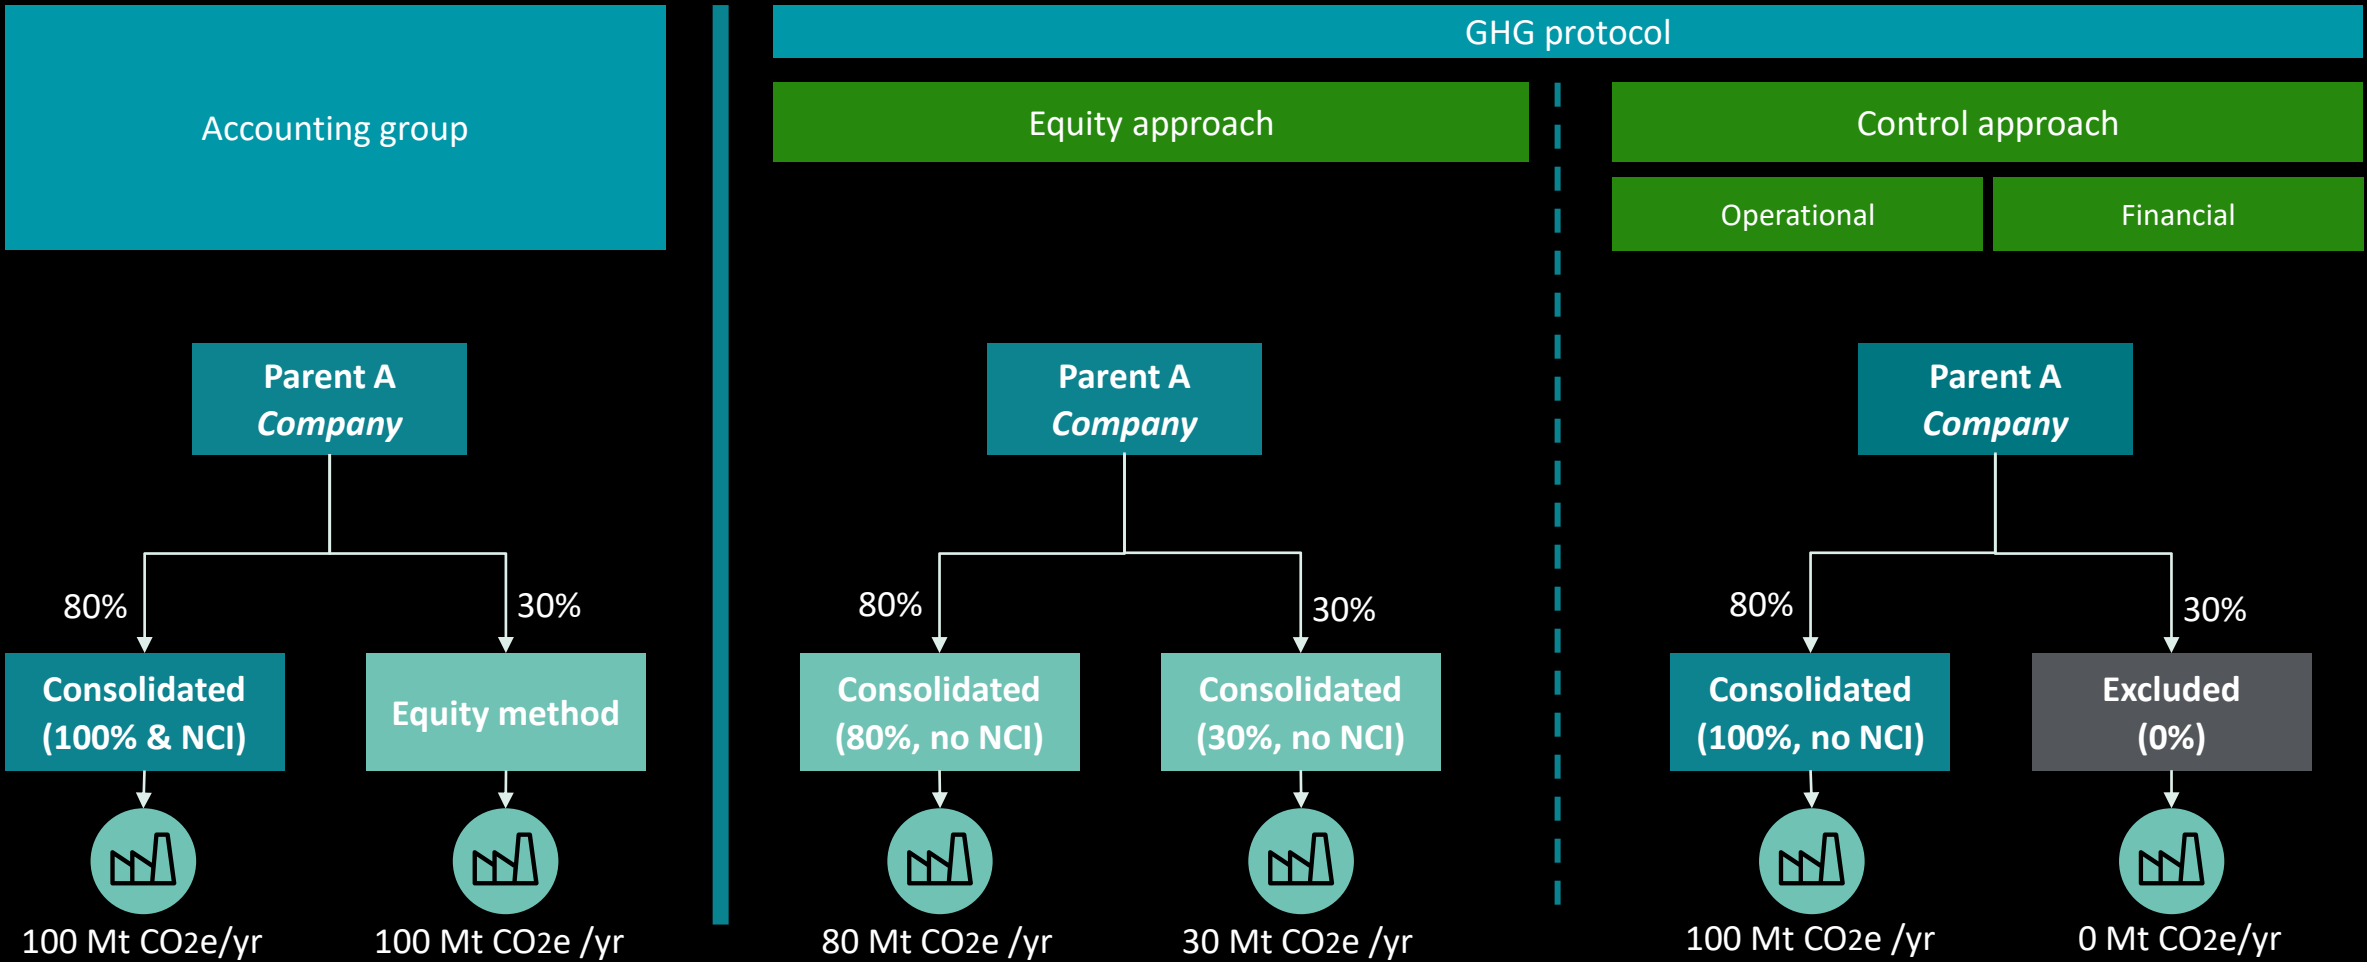 Accounting group
GHG protocol
Equity approach
Control approach
Operational
Financial
Parent A
Company
80%
30%
Consolidated
(100% & NCI)
Equity method
100 Mt CO2e/yr
100 Mt CO2e /yr
Parent A
Company
80%
30%
Consolidated
(80%, no NCI)
Consolidated
(30%, no NCI)
80 Mt CO2e /yr
30 Mt CO2e /yr
Parent A
Company
80%
30%
Consolidated
(100%, no NCI)
Excluded
(0%)
100 Mt CO2e /yr
0 Mt CO2e/yr